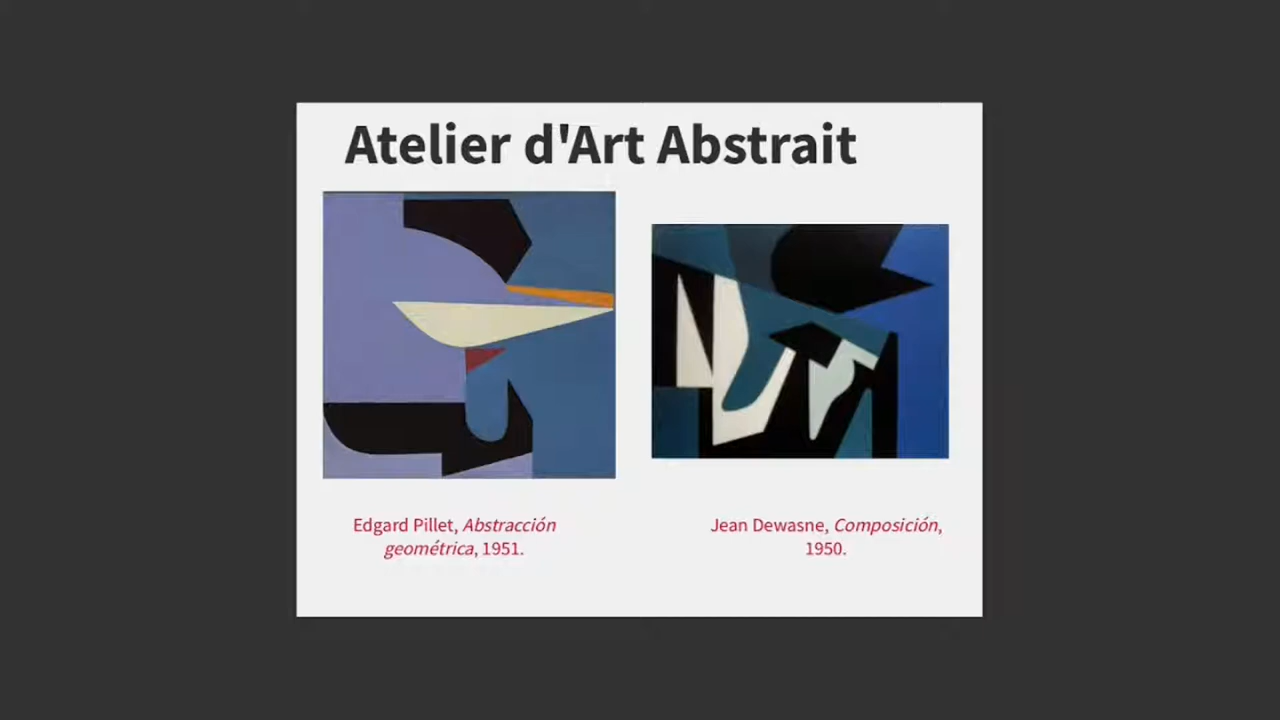 Atelier d'Art Abstrait
Edgard Pillet, Abstracción
geométrica, 1951.
Jean Dewasne, Composición,
1950.